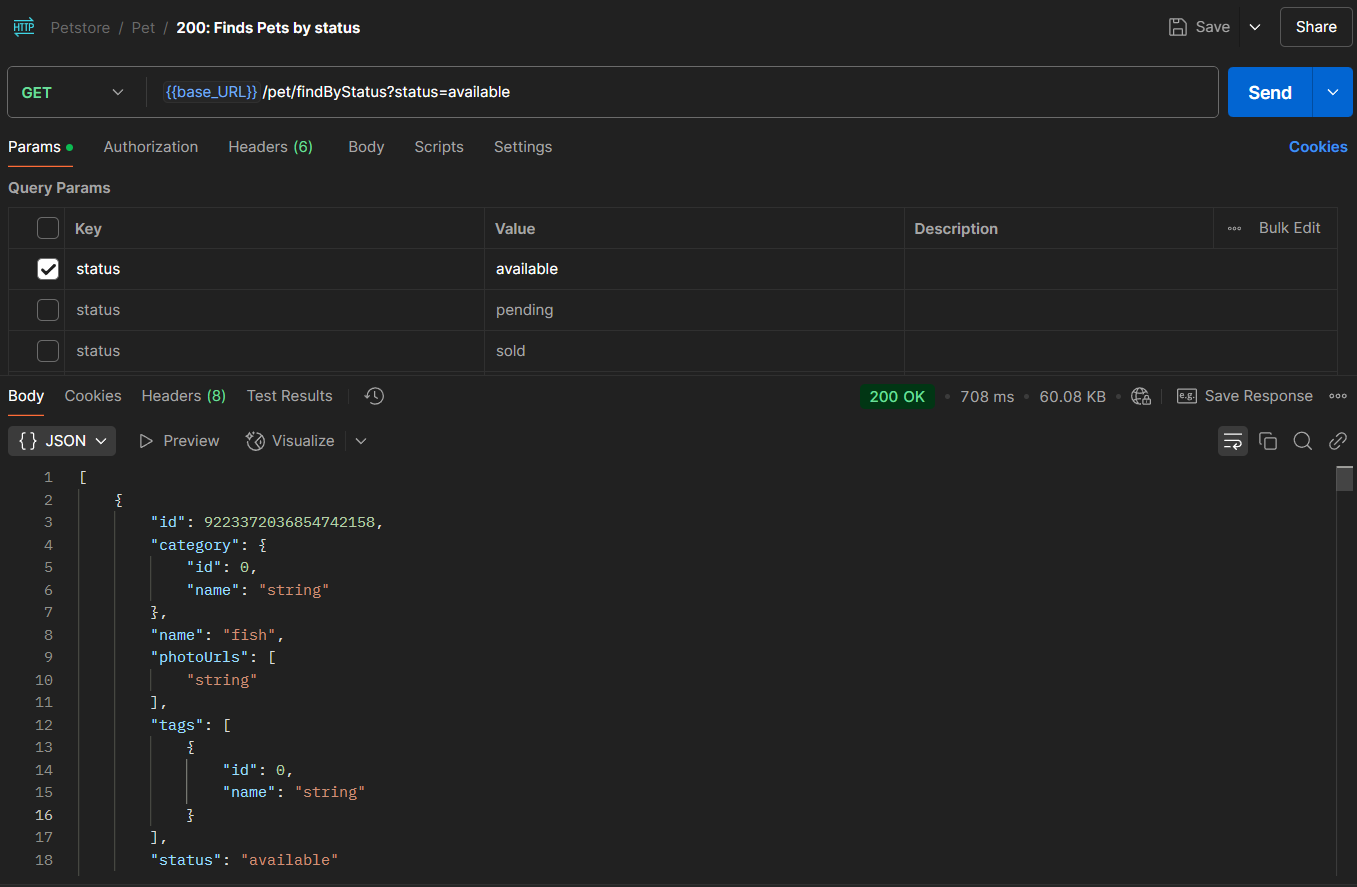 HTTP Petstore / Pet / 200: Finds Pets by status Save Share
GET {{base_URL}} /pet/findByStatus?status=available Send
Params Authorization Headers (6) Body Scripts Settings Cookies
Query Params
Key Value Description Bulk Edit
status available
status pending
status sold
Body Cookies Headers (8) Test Results 200 OK • 708 ms • 60.08 KB • e.g. Save Response
{} JSON Preview Visualize
1 [
2 {
3 "id": 9223372036854742158,
4 "category": {
5 "id": 0,
6 "name": "string"
7 },
8 "name": "fish",
9 "photoUrls": [
10 "string"
11 ],
12 "tags": [
13 {
14 "id": 0,
15 "name": "string"
16 }
17 ],
18 "status": "available"